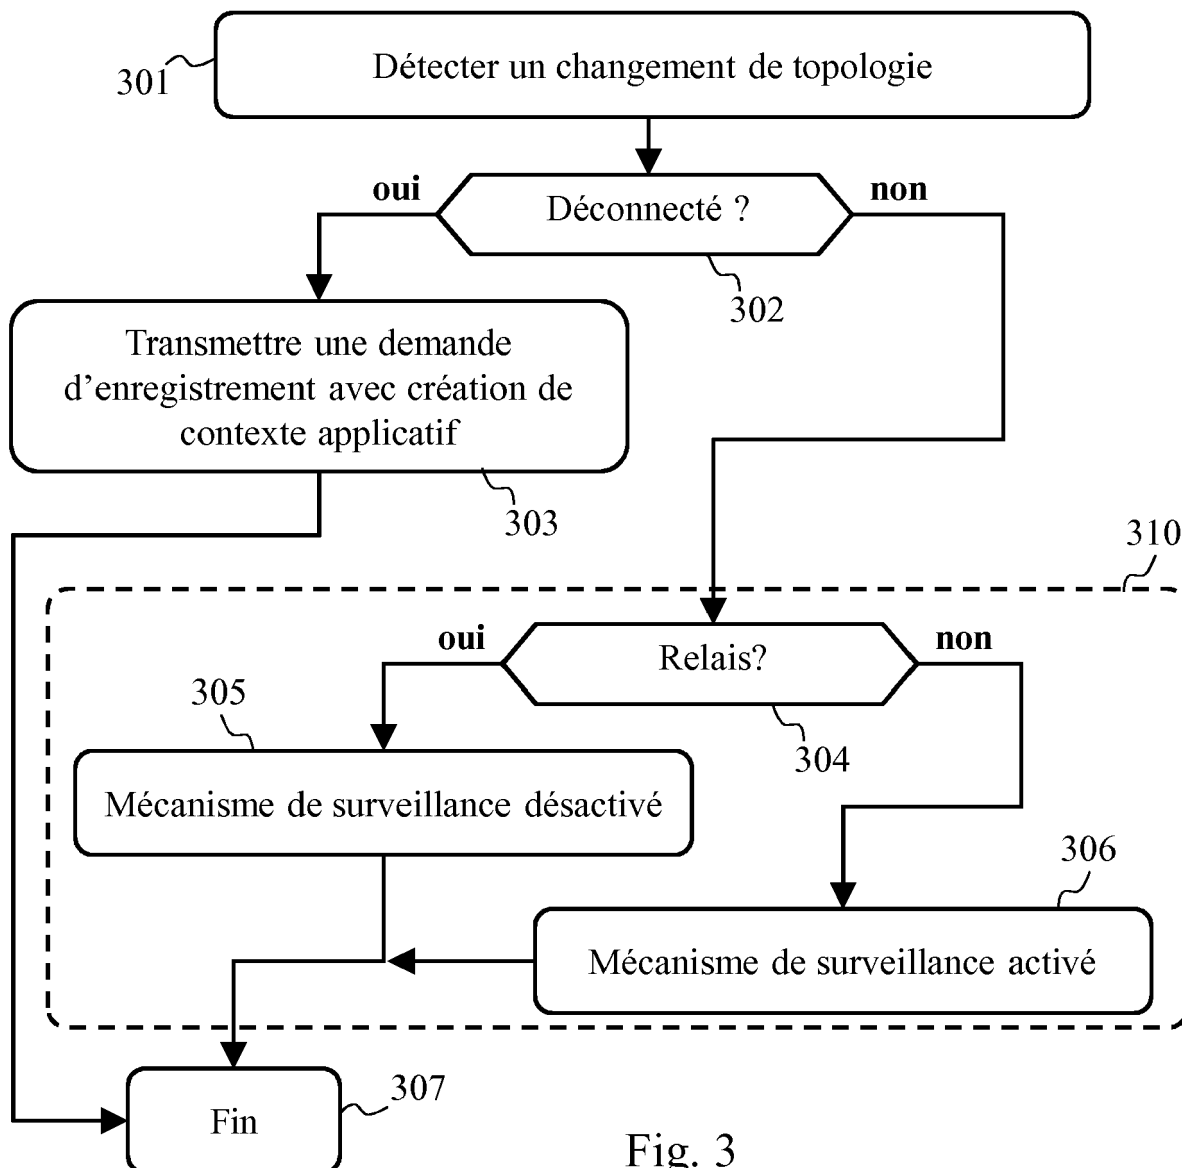 Détecter un changement de topologie
301
oui
Déconnecté ?
non
302
Transmettre une demande
d’enregistrement avec création de
contexte applicatif
303
310
oui
Relais?
non
305
304
Mécanisme de surveillance désactivé
306
Mécanisme de surveillance activé
307
Fin
Fig. 3